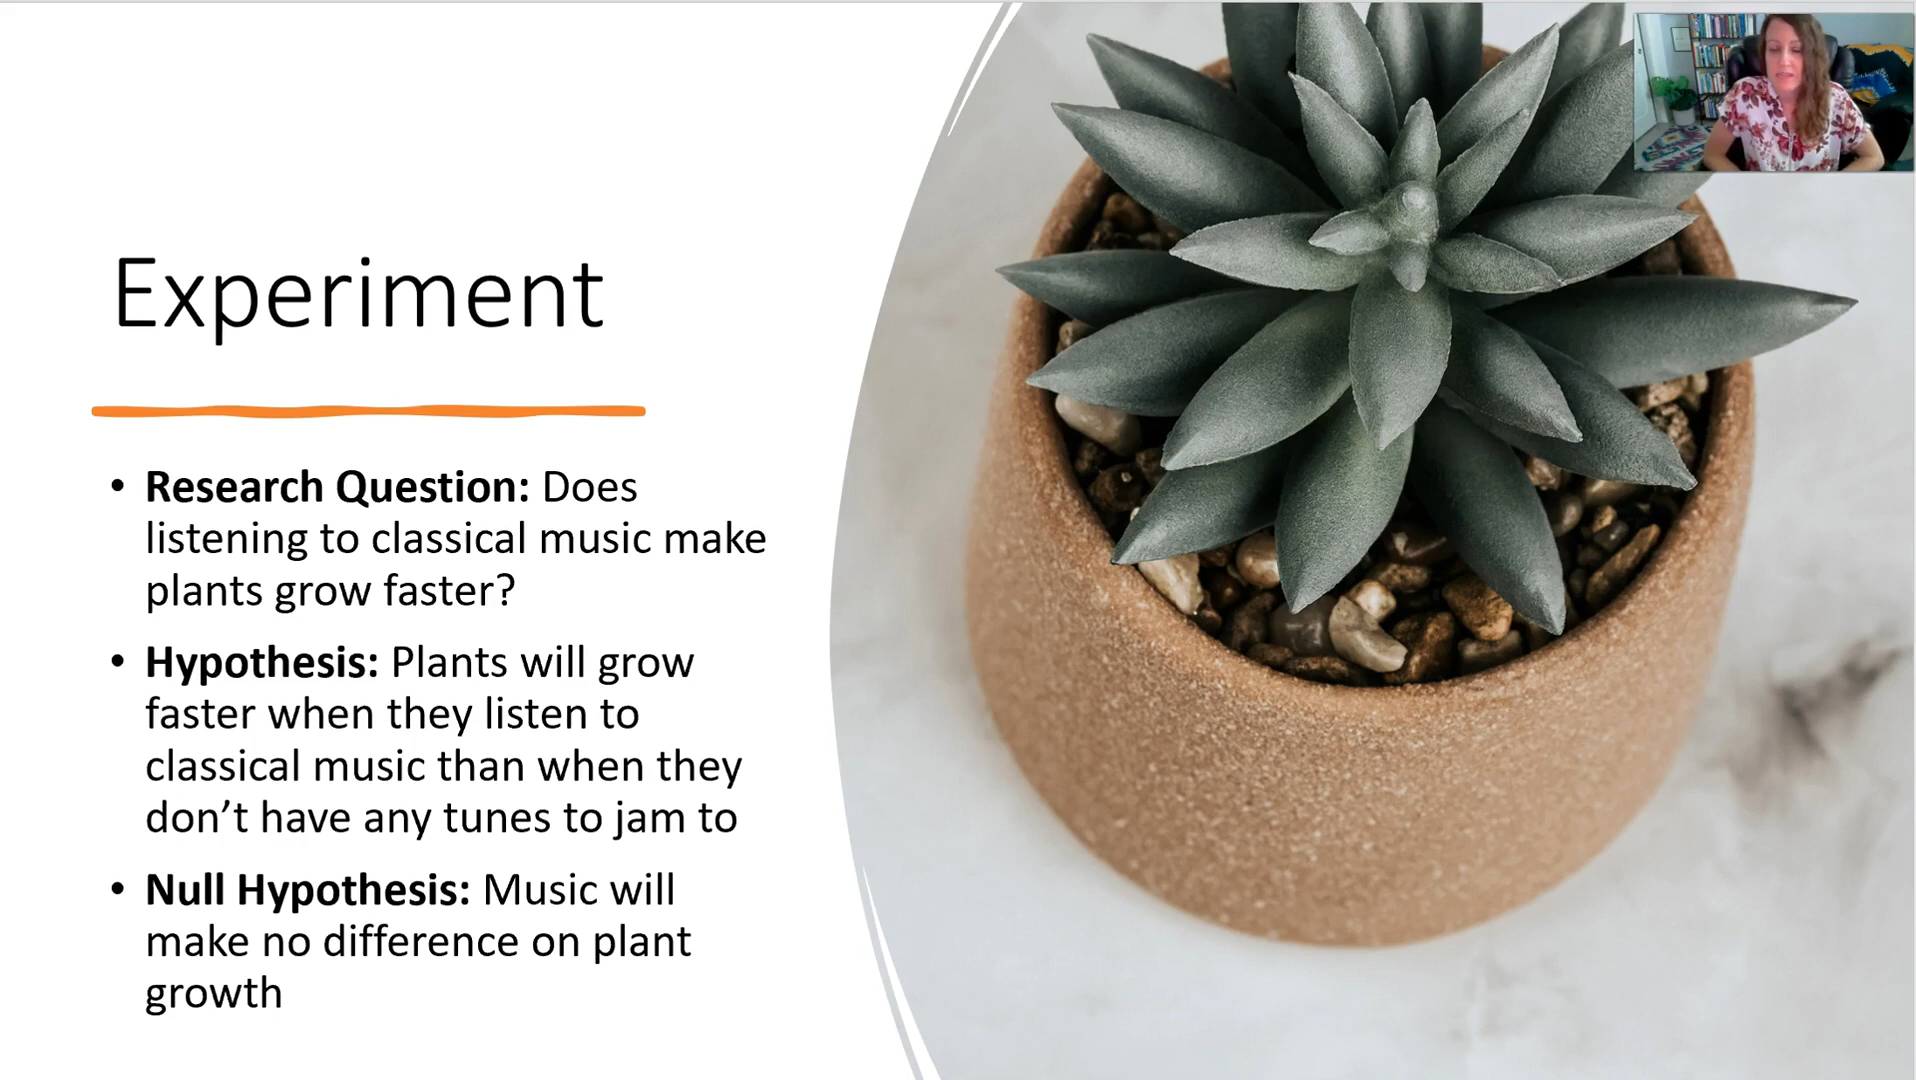 Experiment
• Research Question: Does
listening to classical music make
plants grow faster?
• Hypothesis: Plants will grow
faster when they listen to
classical music than when they
don’t have any tunes to jam to
• Null Hypothesis: Music will
make no difference on plant
growth